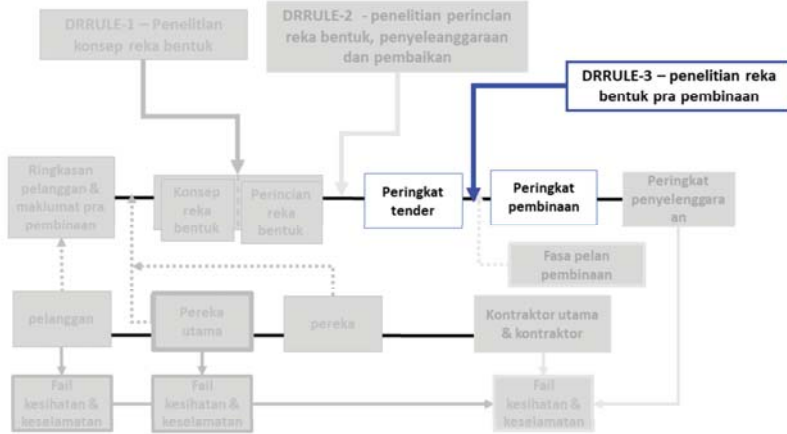 DRRULE-1 – Penelitian
konsep reka bentuk
DRRULE-2 - penelitian perincian
reka bentuk, penyeleanggaraan
dan pembaikan
DRRULE-3 – penelitian reka
bentuk pra pembinaan
Ringkasan
pelanggan &
maklumat pra
pembinaan
Konsep
reka
bentuk
Perincian
reka
bentuk
Peringkat
tender
Peringkat
pembinaan
Peringkat
penyelenggara
an
Fasa pelan
pembinaan
pelanggan
Pereka
utama
pereka
Kontraktor utama
& kontraktor
Fail
kesihatan &
keselamatan
Fail
kesihatan &
keselamatan
Fail
kesihatan &
keselamatan